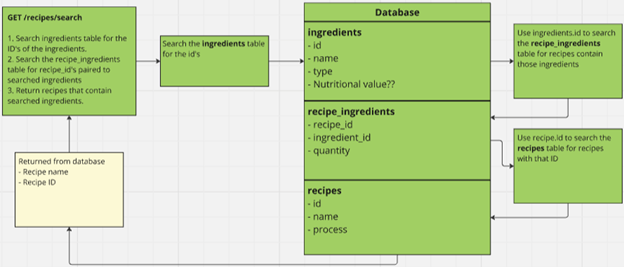 GET /recipes/search
1. Search ingredients table for the
ID's of the ingredients.
2. Search the recipe_ingredients
table for recipe_id's paired to
searched ingredients
3. Return recipes that contain
searched ingredients.
Search the ingredients table
for the id's
Database
ingredients
- id
- name
- type
- Nutritional value??
recipe_ingredients
- recipe_id
- ingredient_id
- quantity
recipes
- id
- name
- process
Use ingredients.id to search
the recipe_ingredients
table for recipes contain
those ingredients
Use recipe.id to search the
recipes table for recipes
with that ID
Returned from database
- Recipe name
- Recipe ID